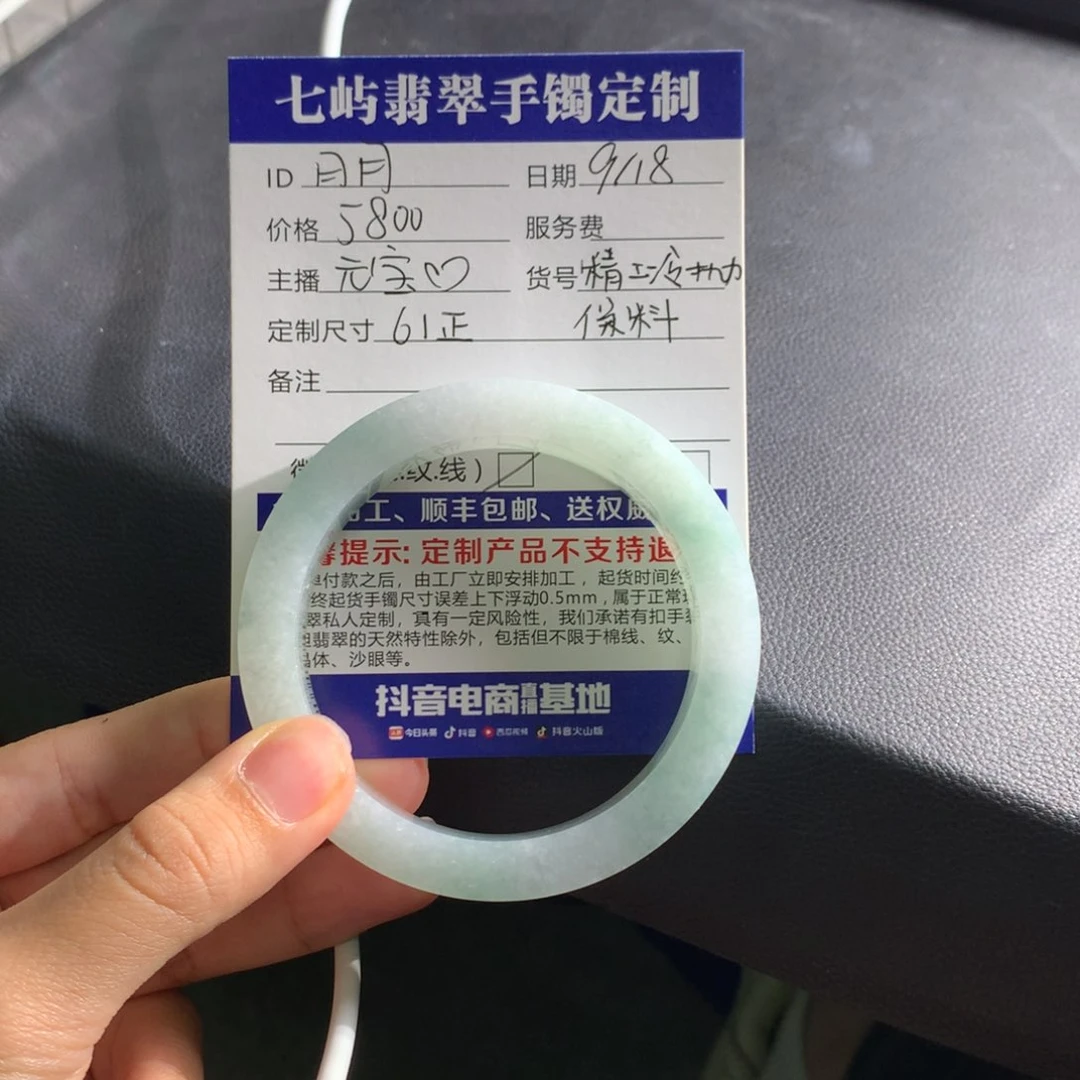 七屿翡翠手镯定制
ID 月月 日期 9/18
价格 5800 服务费
主播 元宝♡ 货号 精工冷
定制尺寸 61正 料
备注
纹.线)
工、顺丰包邮、送权
提示: 定制产品不支持退
付款之后，由工厂立即安排加工，起货时间约
终起货手镯尺寸误差上下浮动0.5mm，属于正常
翠私人定制，真有一定风险性，我们承诺有扣手
翡翠的天然特性除外，包括但不限于棉线、纹、
晶体、沙眼等。
抖音电商直播基地
今日头条 抖音 西瓜视频 抖音火山版